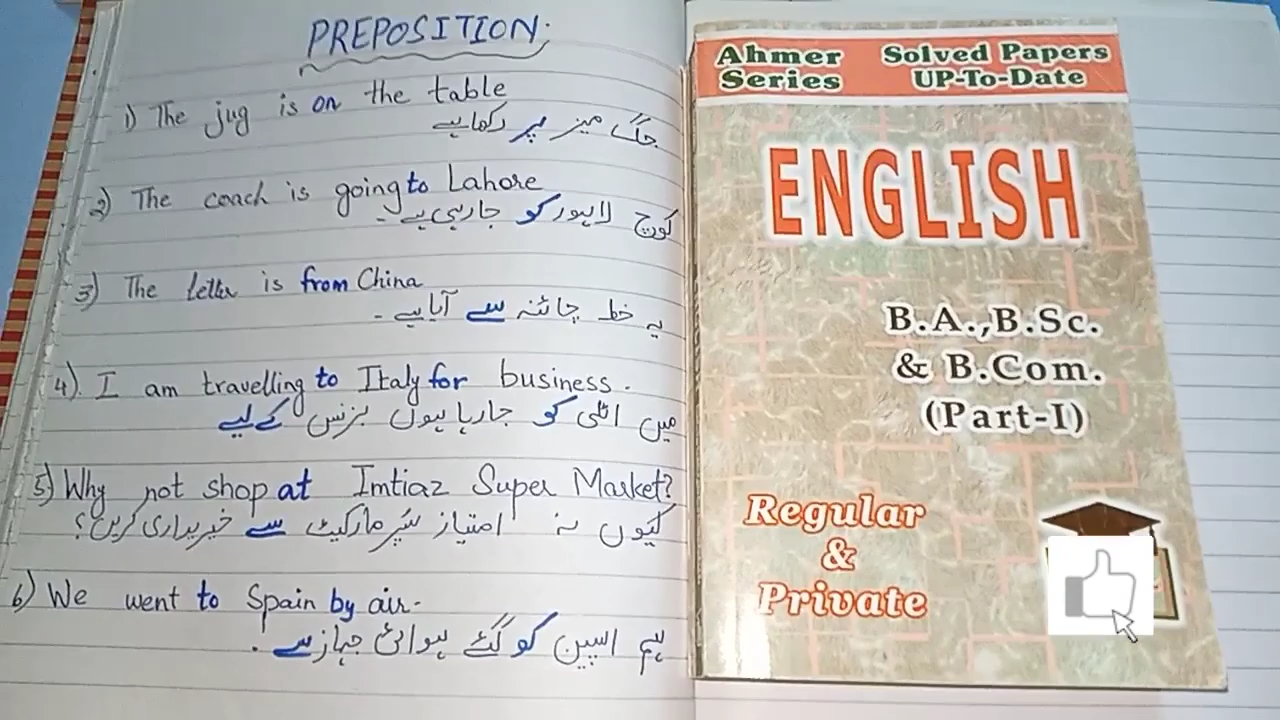 PREPOSITION:
1) The jug is on the table
جگ میز پر رکھا ہے
2) The coach is going to Lahore
کوچ لاہور کو جا رہی ہے -
3) The letter is from China
یہ خط چائنہ سے آیا ہے -
4) I am travelling to Italy for business.
میں اٹلی کو جا رہا ہوں بزنس کے لیے
5) Why not shop at Imtiaz Super Market?
کیوں نہ امتیاز سپر مارکیٹ سے خریداری کریں؟
6) We went to Spain by air.
ہم اسپین کو گئے ہوائی جہاز سے .
Ahmer Series
Solved Papers UP-To-Date
ENGLISH
B.A.,B.Sc.
& B.Com.
(Part-I)
Regular
&
Private